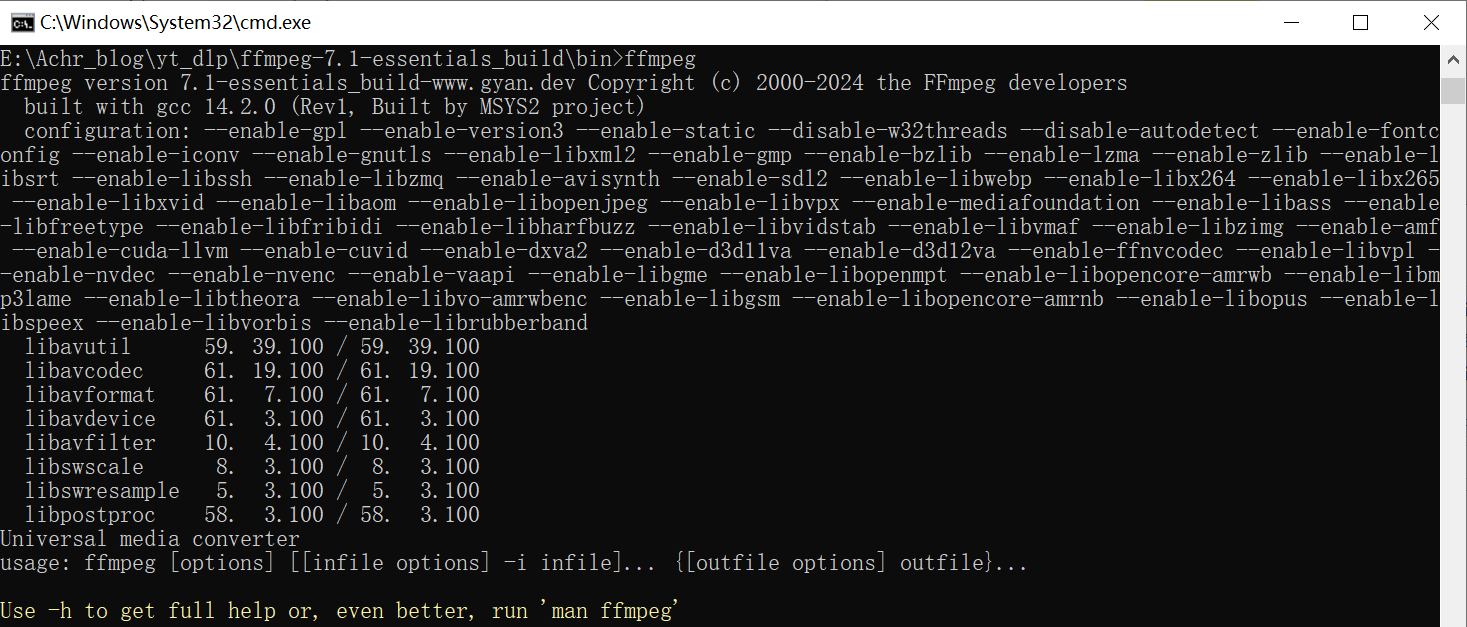 C:\Windows\System32\cmd.exe
E:\Achr_blog\yt_dlp\ffmpeg-7.1-essentials_build\bin>ffmpeg
ffmpeg version 7.1-essentials_build-www.gyan.dev Copyright (c) 2000-2024 the FFmpeg developers
  built with gcc 14.2.0 (Rev1, Built by MSYS2 project)
  configuration: --enable-gpl --enable-version3 --enable-static --disable-w32threads --disable-autodetect --enable-fontc
onfig --enable-iconv --enable-gnutls --enable-libxml2 --enable-gmp --enable-bzlib --enable-lzma --enable-zlib --enable-l
ibsrt --enable-libssh --enable-libzmq --enable-avisynth --enable-sdl2 --enable-libwebp --enable-libx264 --enable-libx265
 --enable-libxvid --enable-libaom --enable-libopenjpeg --enable-libvpx --enable-mediafoundation --enable-libass --enable
-libfreetype --enable-libfribidi --enable-libharfbuzz --enable-libvidstab --enable-libvmaf --enable-libzimg --enable-amf
 --enable-cuda-llvm --enable-cuvid --enable-dxva2 --enable-d3d11va --enable-d3d12va --enable-ffnvcodec --enable-libvpl -
-enable-nvdec --enable-nvenc --enable-vaapi --enable-libgme --enable-libopenmpt --enable-libopencore-amrwb --enable-libm
p3lame --enable-libtheora --enable-libvo-amrwbenc --enable-libgsm --enable-libopencore-amrnb --enable-libopus --enable-l
ibspeex --enable-libvorbis --enable-librubberband
  libavutil      59. 39.100 / 59. 39.100
  libavcodec     61. 19.100 / 61. 19.100
  libavformat    61.  7.100 / 61.  7.100
  libavdevice    61.  3.100 / 61.  3.100
  libavfilter    10.  4.100 / 10.  4.100
  libswscale      8.  3.100 /  8.  3.100
  libswresample   5.  3.100 /  5.  3.100
  libpostproc    58.  3.100 / 58.  3.100
Universal media converter
usage: ffmpeg [options] [[infile options] -i infile]... {[outfile options] outfile}...
Use -h to get full help or, even better, run 'man ffmpeg'